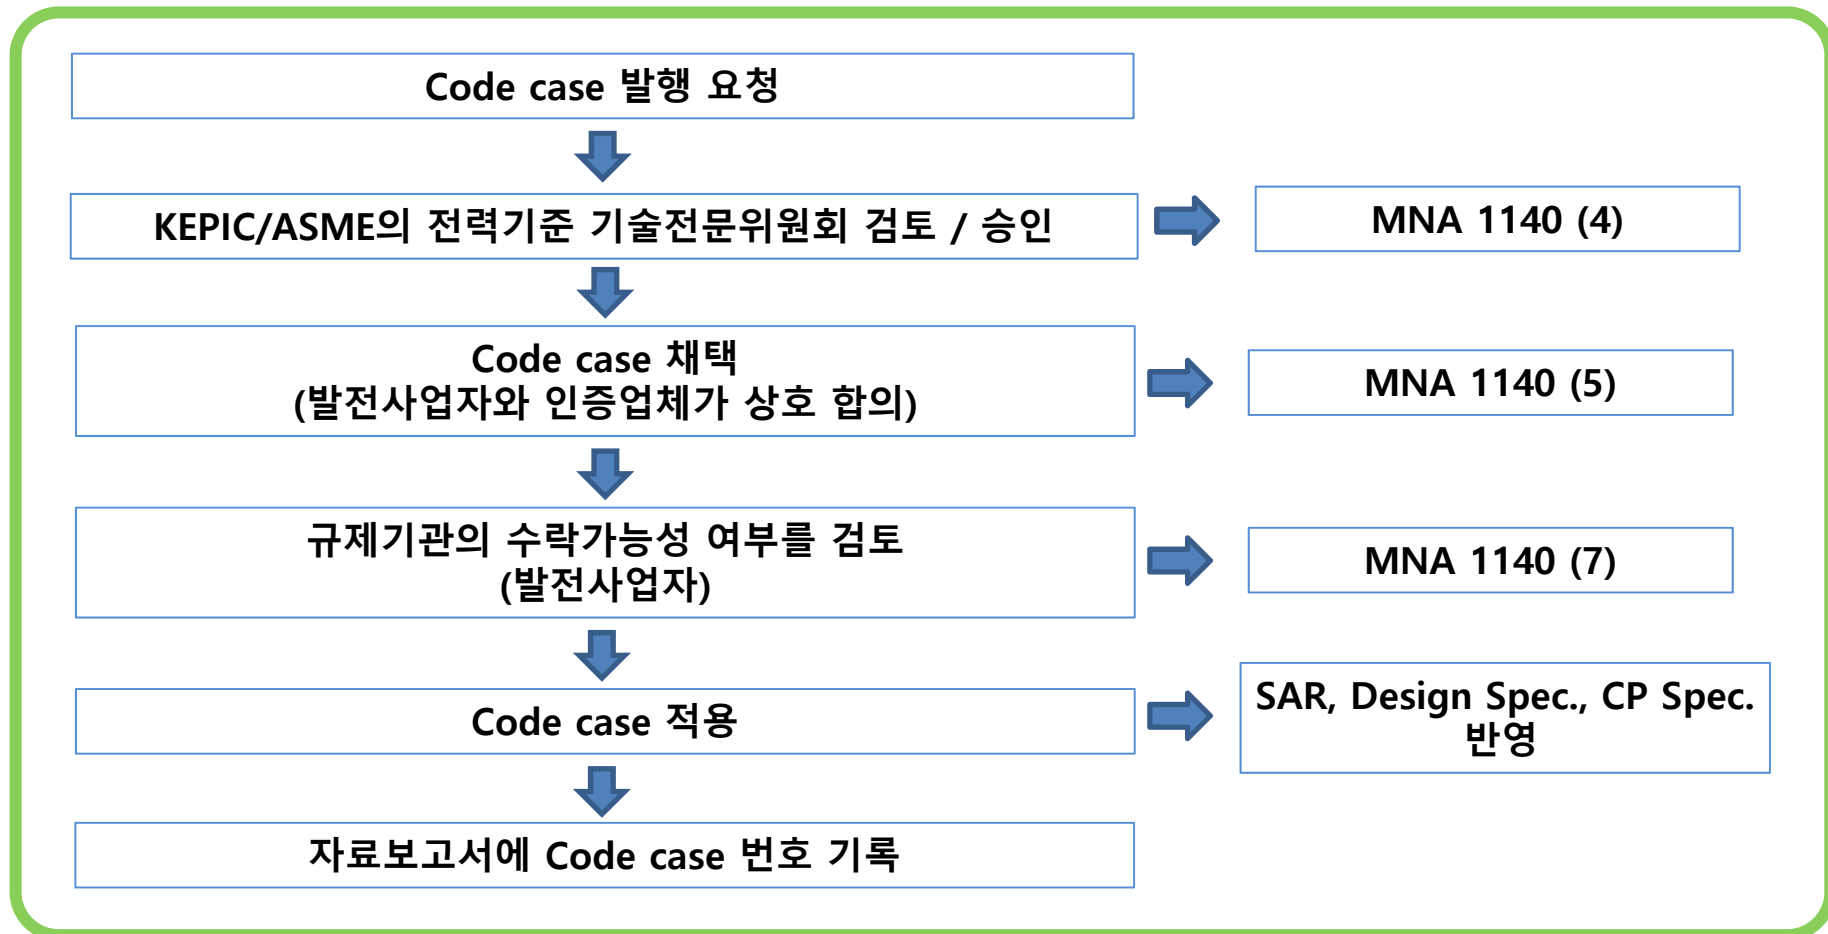 Code case 발행 요청
KEPIC/ASME의 전력기준 기술전문위원회 검토 / 승인
MNA 1140 (4)
Code case 채택
(발전사업자와 인증업체가 상호 합의)
MNA 1140 (5)
규제기관의 수락가능성 여부를 검토
(발전사업자)
MNA 1140 (7)
Code case 적용
SAR, Design Spec., CP Spec.
반영
자료보고서에 Code case 번호 기록